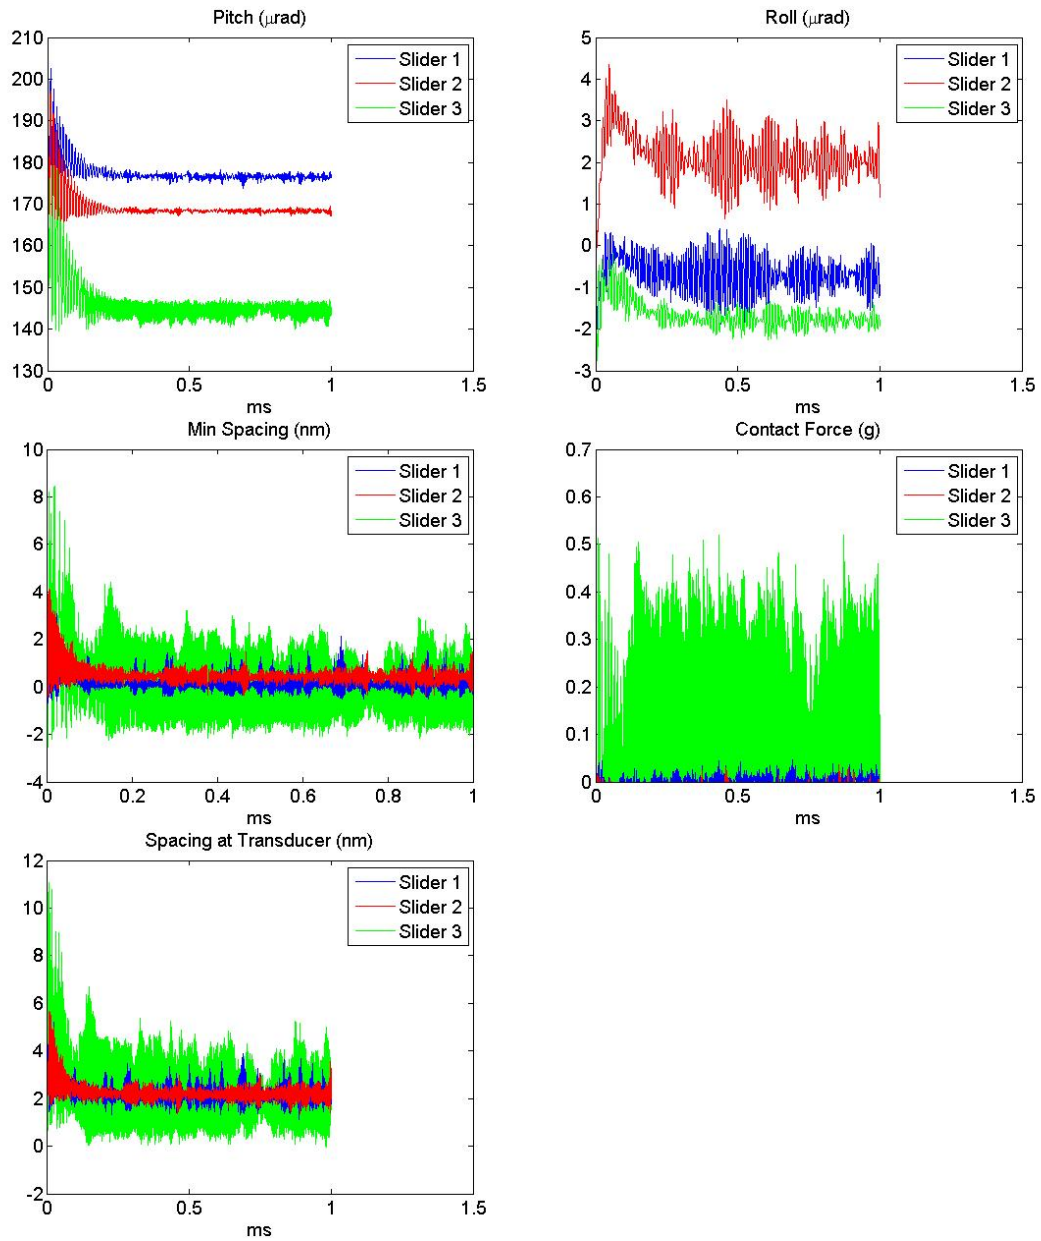 Pitch (μrad)
210
200
190
180
170
160
150
140
130
0
0.5
1
1.5
ms
Slider 1
Slider 2
Slider 3
Roll (μrad)
5
4
3
2
1
0
-1
-2
-3
0
0.5
1
1.5
ms
Slider 1
Slider 2
Slider 3
Min Spacing (nm)
10
8
6
4
2
0
-2
-4
0
0.2
0.4
0.6
0.8
1
ms
Slider 1
Slider 2
Slider 3
Contact Force (g)
0.7
0.6
0.5
0.4
0.3
0.2
0.1
0
0
0.5
1
1.5
ms
Slider 1
Slider 2
Slider 3
Spacing at Transducer (nm)
12
10
8
6
4
2
0
-2
0
0.5
1
1.5
ms
Slider 1
Slider 2
Slider 3